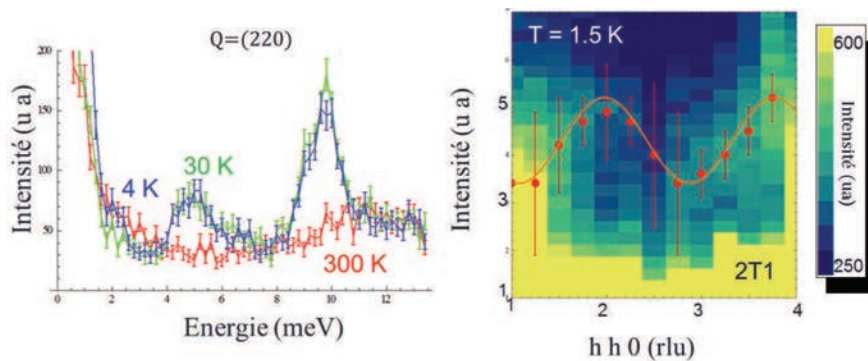 Q=(220)
200
150
100
50
0
2
4
6
8
10
12
4 K
30 K
300 K
Intensité (u a)
Energie (meV)
T = 1.5 K
2T1
5
4
3
2
1
1
2
3
4
Intensité (u a)
h h 0 (rlu)
600
250
Intensité (ua)